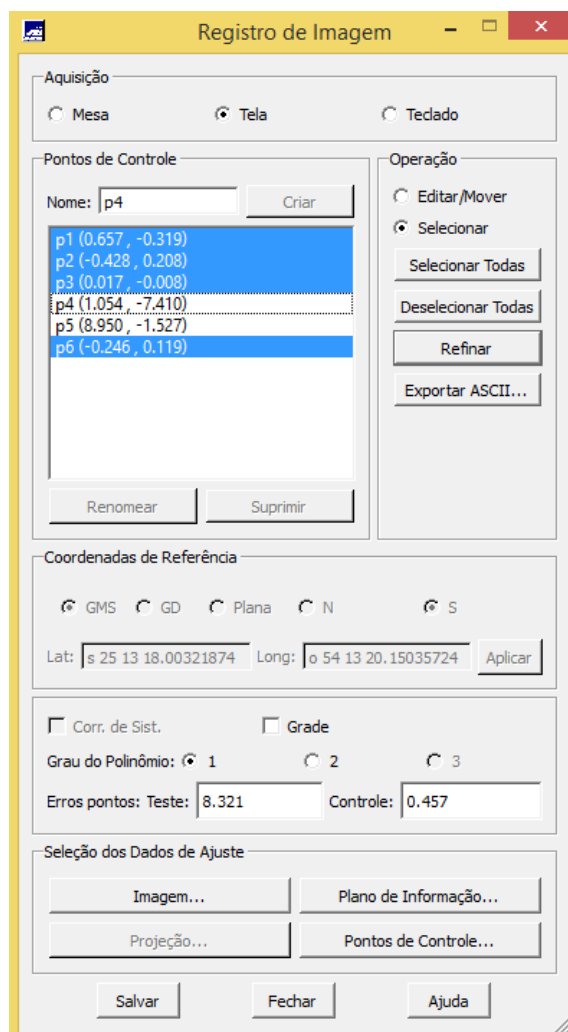 Registro de Imagem
Aquisição
Mesa Tela Teclado
Pontos de Controle
Nome: p4 Criar
p1 (0.657 , -0.319)
p2 (-0.428 , 0.208)
p3 (0.017 , -0.008)
p4 (1.054 , -7.410)
p5 (8.950 , -1.527)
p6 (-0.246 , 0.119)
Renomear Suprimir
Operação
Editar/Mover
Selecionar
Selecionar Todas
Deselecionar Todas
Refinar
Exportar ASCII...
Coordenadas de Referência
GMS GD Plana N S
Lat: s 25 13 18.00321874 Long: o 54 13 20.15035724 Aplicar
Corr. de Sist. Grade
Grau do Polinômio: 1 2 3
Erros pontos: Teste: 8.321 Controle: 0.457
Seleção dos Dados de Ajuste
Imagem... Plano de Informação...
Projeção... Pontos de Controle...
Salvar Fechar Ajuda